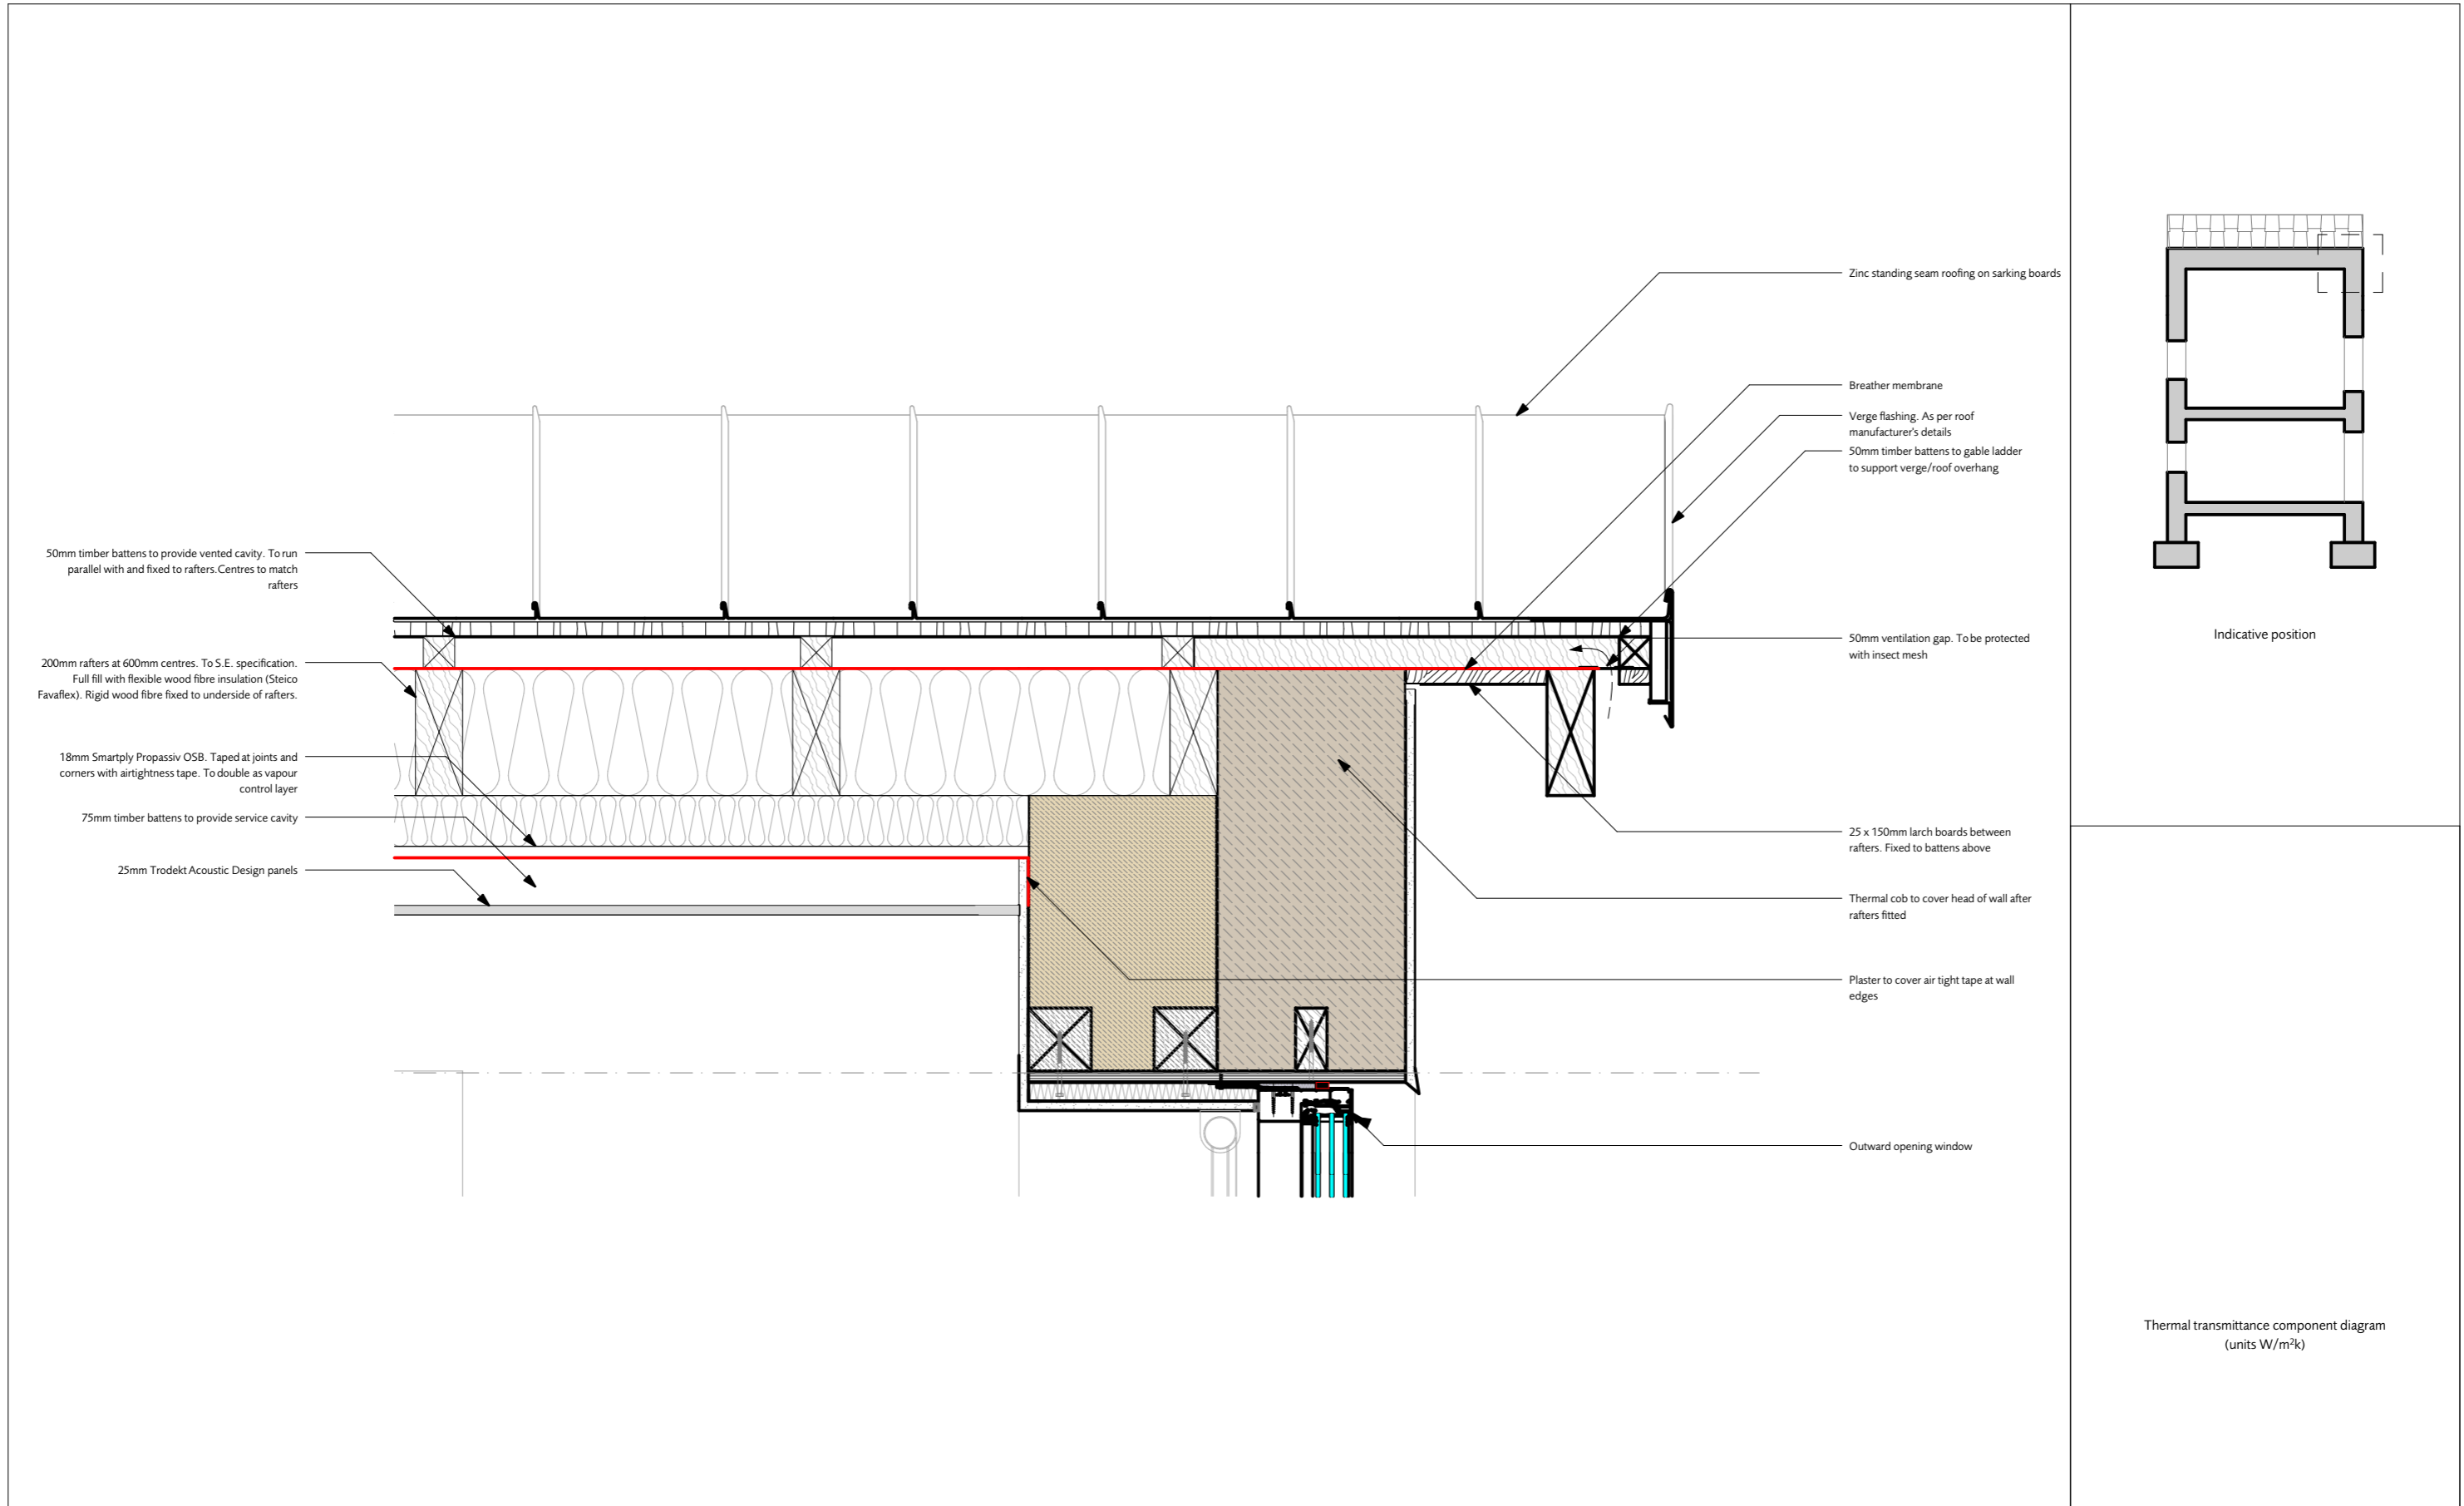 50mm timber battens to provide vented cavity. To run
parallel with and fixed to rafters.Centres to match
rafters
200mm rafters at 600mm centres. To S.E. specification.
Full fill with flexible wood fibre insulation (Steico
Favaflex). Rigid wood fibre fixed to underside of rafters.
18mm Smartply Propassiv OSB. Taped at joints and
corners with airtightness tape. To double as vapour
control layer
75mm timber battens to provide service cavity
25mm Trodekt Acoustic Design panels
Zinc standing seam roofing on sarking boards
Breather membrane
Verge flashing. As per roof
manufacturer's details
50mm timber battens to gable ladder
to support verge/roof overhang
50mm ventilation gap. To be protected
with insect mesh
25 x 150mm larch boards between
rafters. Fixed to battens above
Thermal cob to cover head of wall after
rafters fitted
Plaster to cover air tight tape at wall
edges
Outward opening window
Indicative position
Thermal transmittance component diagram
(units W/m²k)